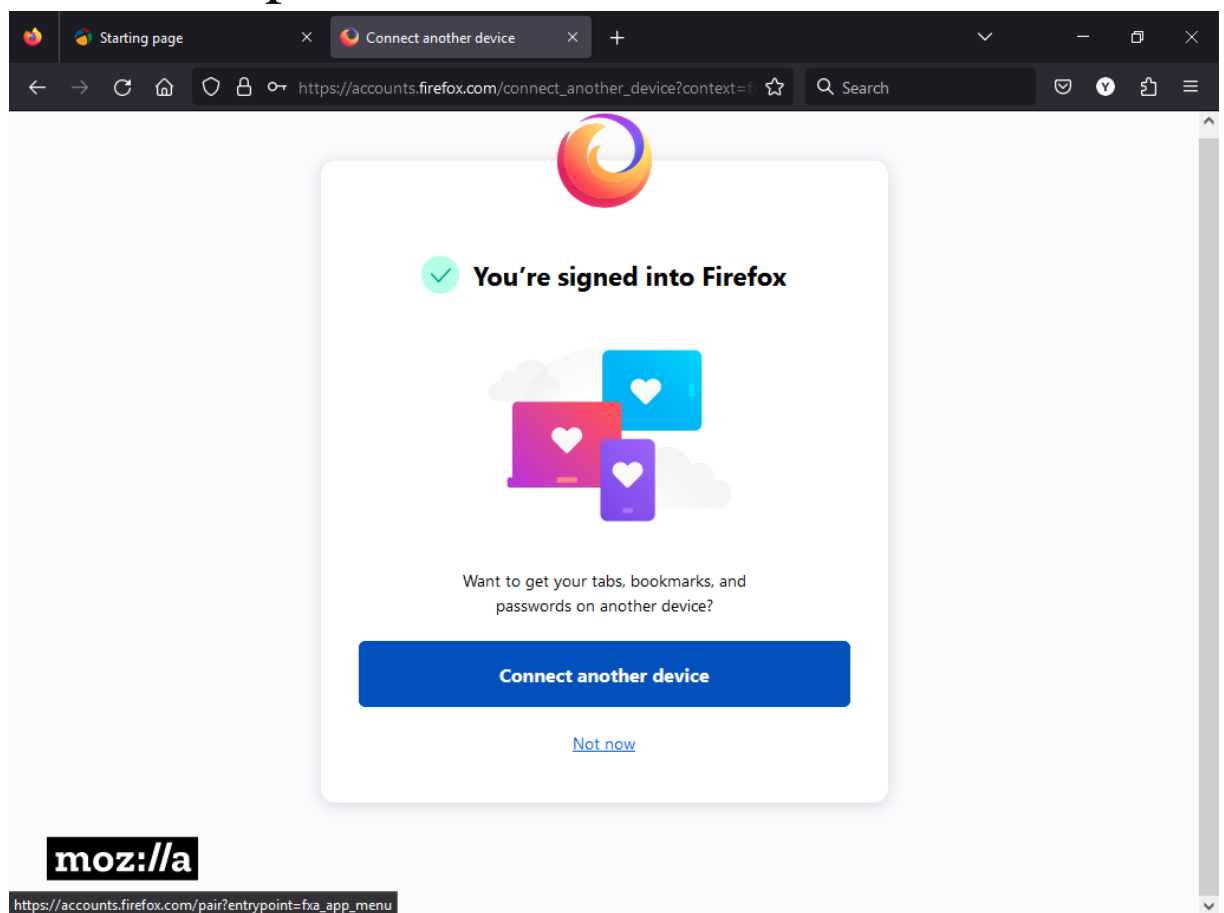 Starting page
Connect another device
https://accounts.firefox.com/connect_another_device?context=f
Search
Y
You're signed into Firefox
Want to get your tabs, bookmarks, and
passwords on another device?
Connect another device
Not now
moz://a
https://accounts.firefox.com/pair?entrypoint=fxa_app_menu